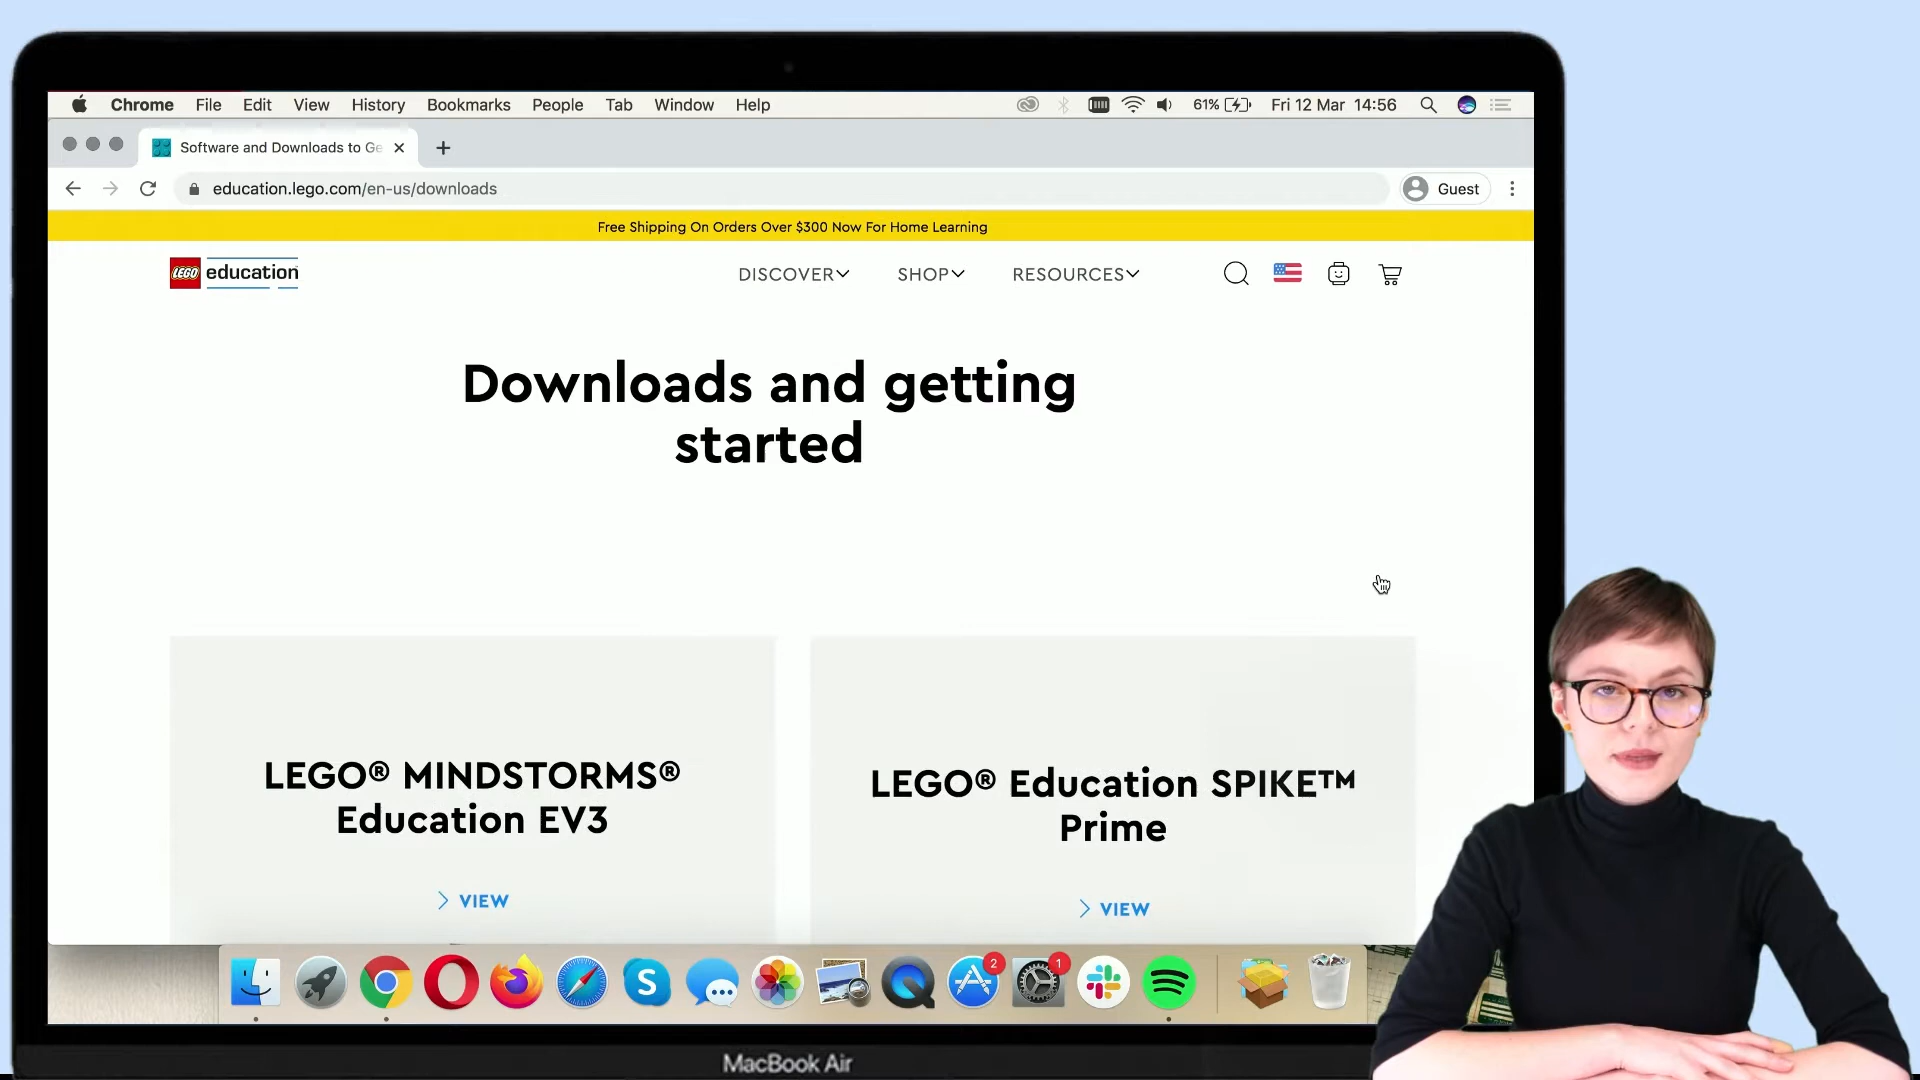 Chrome File Edit View History Bookmarks People Tab Window Help 61% Fri 12 Mar 14:56
Software and Downloads to Ge
education.lego.com/en-us/downloads Guest
Free Shipping On Orders Over $300 Now For Home Learning
LEGO education DISCOVER SHOP RESOURCES
Downloads and getting
started
LEGO® MINDSTORMS®
Education EV3
VIEW
LEGO® Education SPIKE™
Prime
VIEW
2 1
MacBook Air